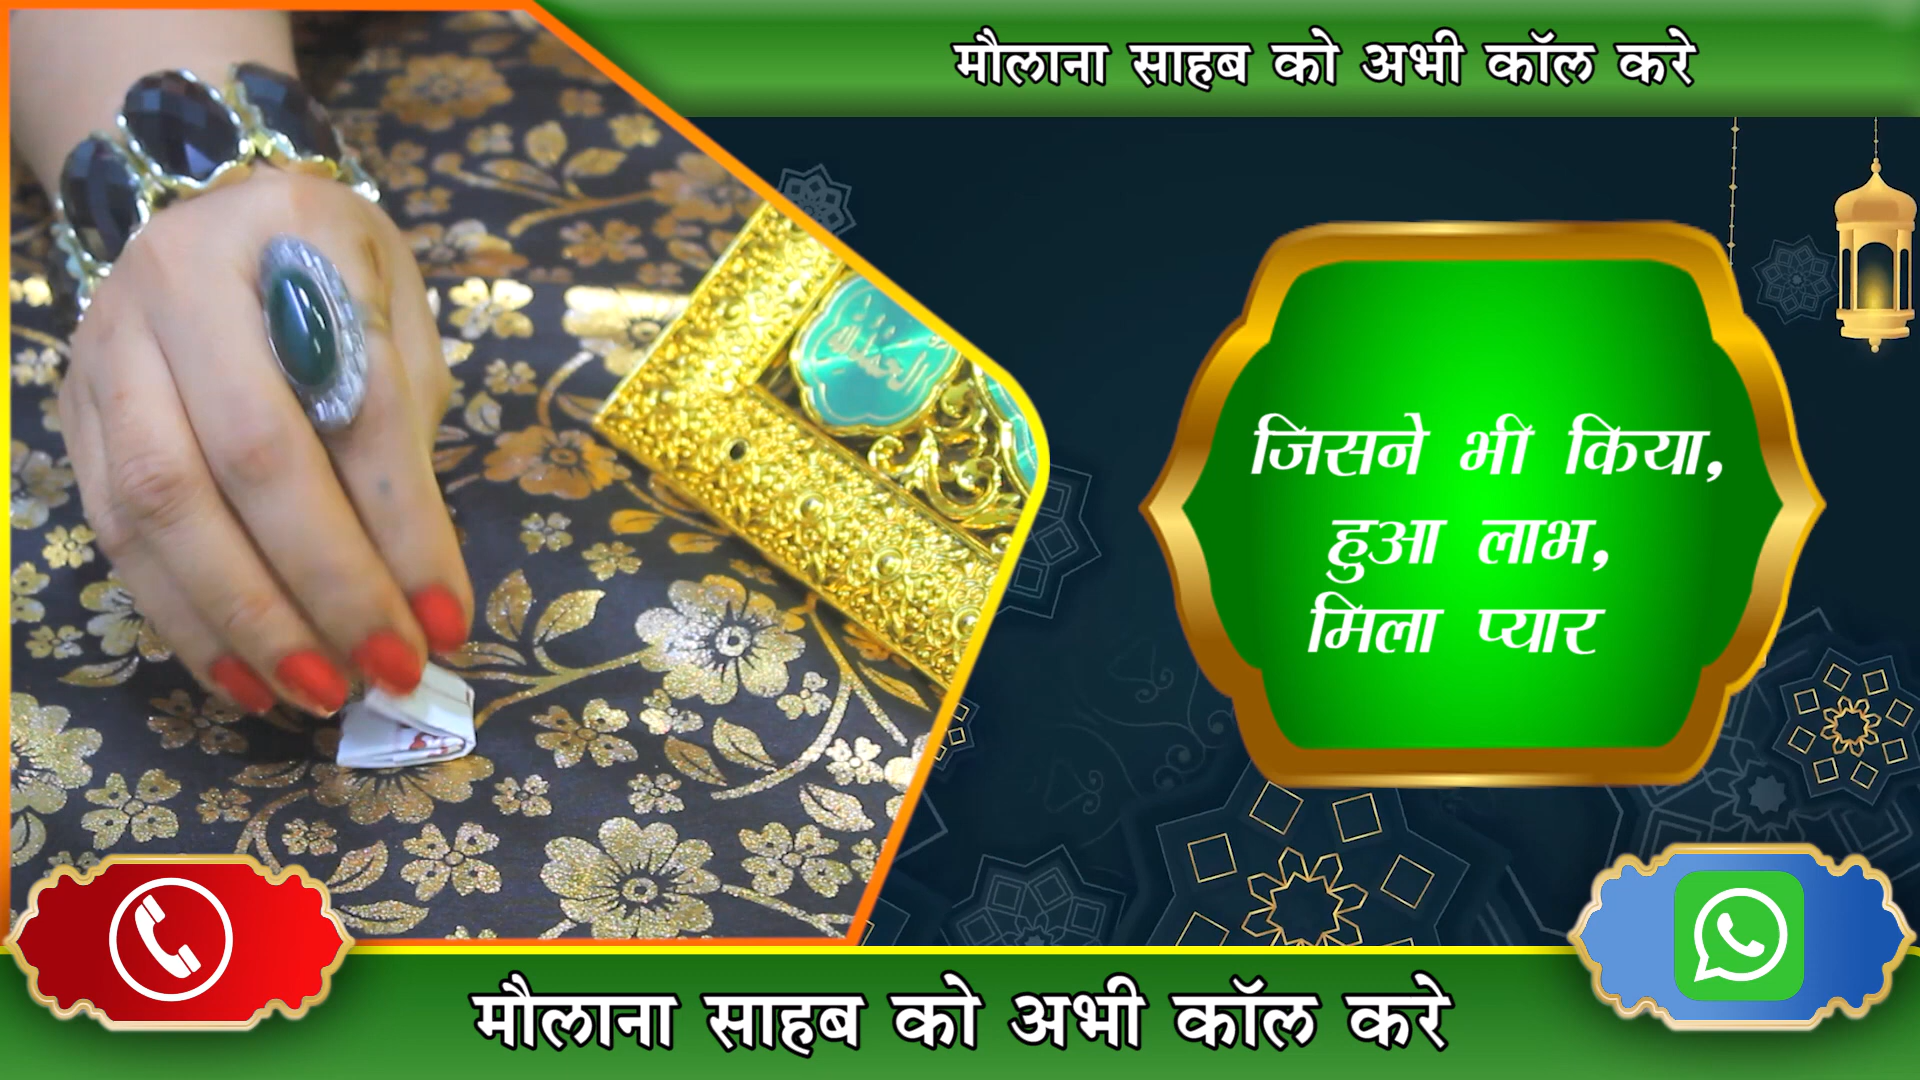 मौलाना साहब को अभी कॉल करे
जिसने भी किया,
हुआ लाभ,
मिला प्यार
मौलाना साहब को अभी कॉल करे